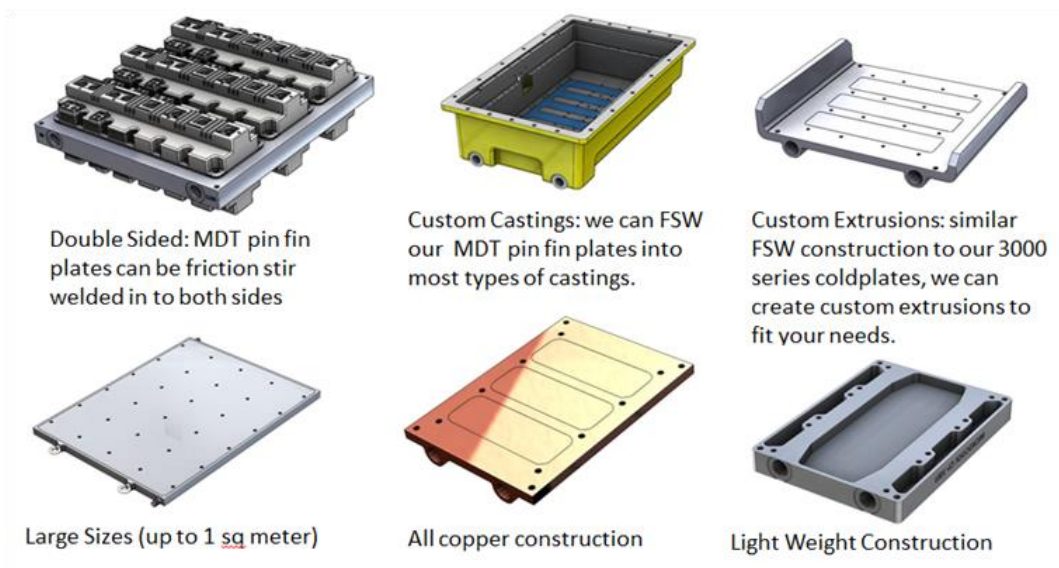 Double Sided: MDT pin fin
plates can be friction stir
welded in to both sides
Custom Castings: we can FSW
our  MDT pin fin plates into
most types of castings.
Custom Extrusions: similar
FSW construction to our 3000
series coldplates, we can
create custom extrusions to
fit your needs.
Large Sizes (up to 1 sq meter)
All copper construction
Light Weight Construction